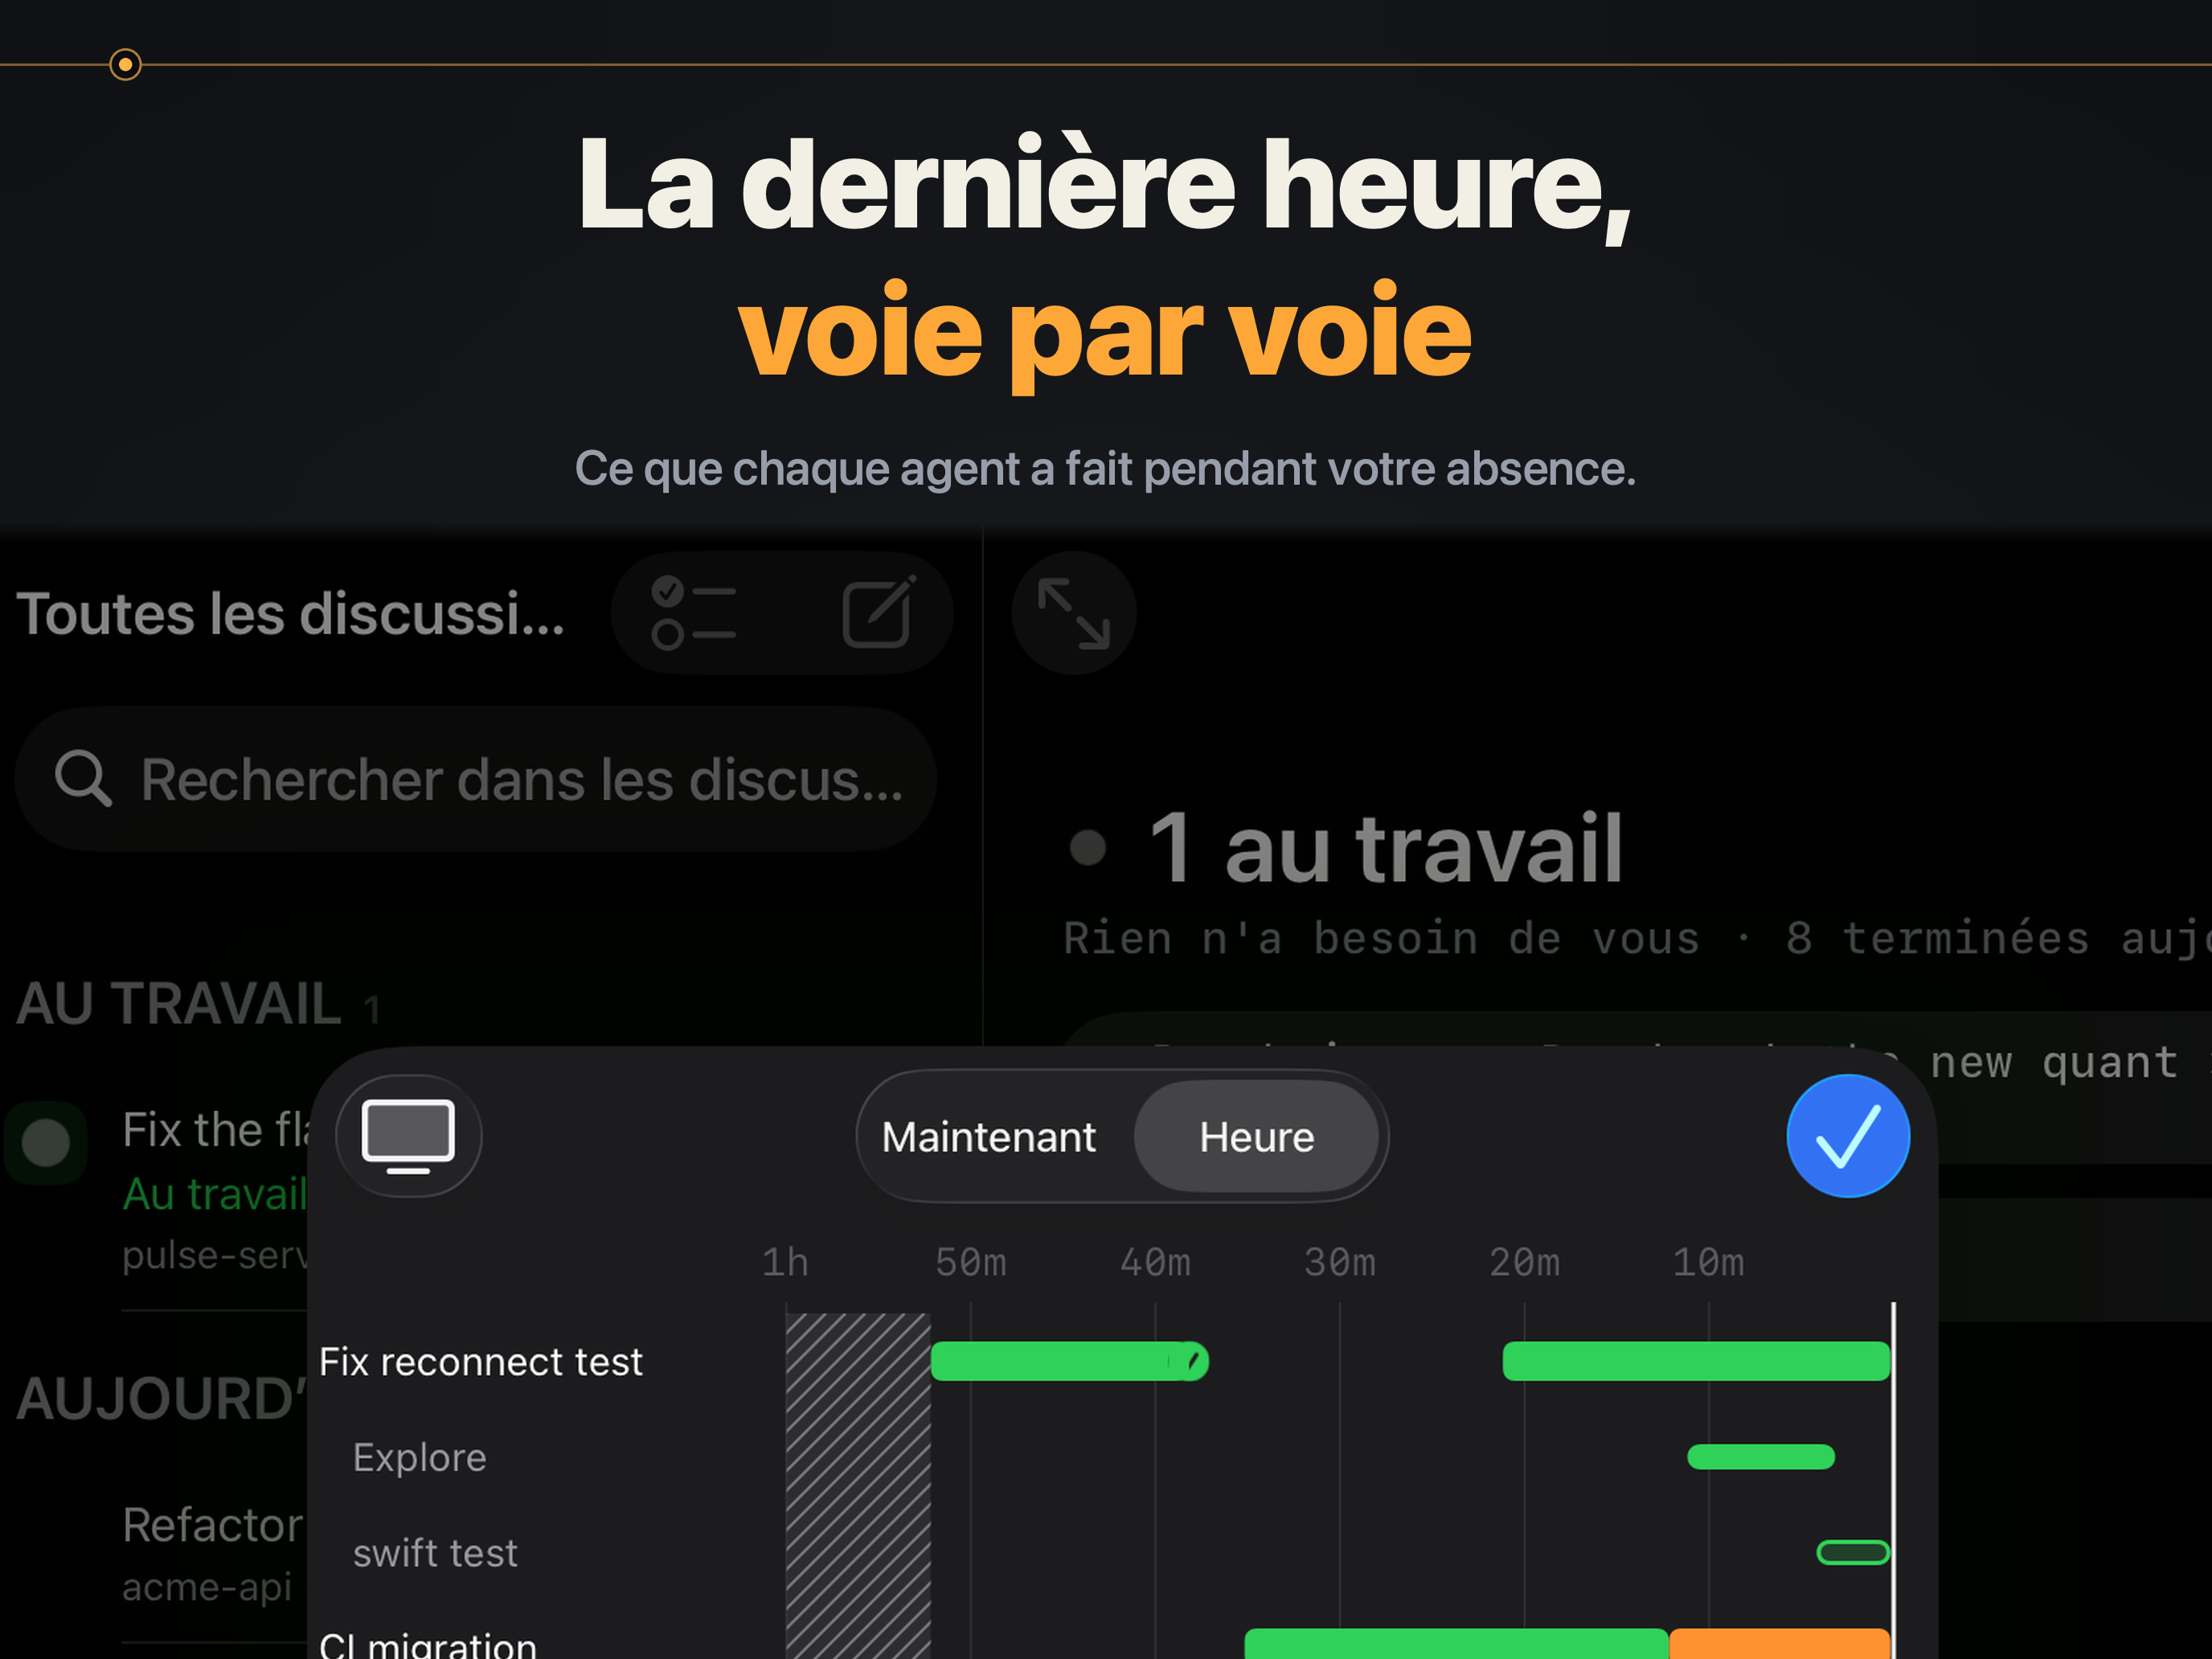 La dernière heure,
voie par voie
Ce que chaque agent a fait pendant votre absence.
Toutes les discussi...
Rechercher dans les discus...
1 au travail
Rien n'a besoin de vous · 8 terminées
AU TRAVAIL 1
new quant
Fix the
Au travail
pulse-serv
AUJOURD'
Refactor
acme-api
Maintenant
Heure
1h 50m 40m 30m 20m 10m
Fix reconnect test
Explore
swift test
CI migration